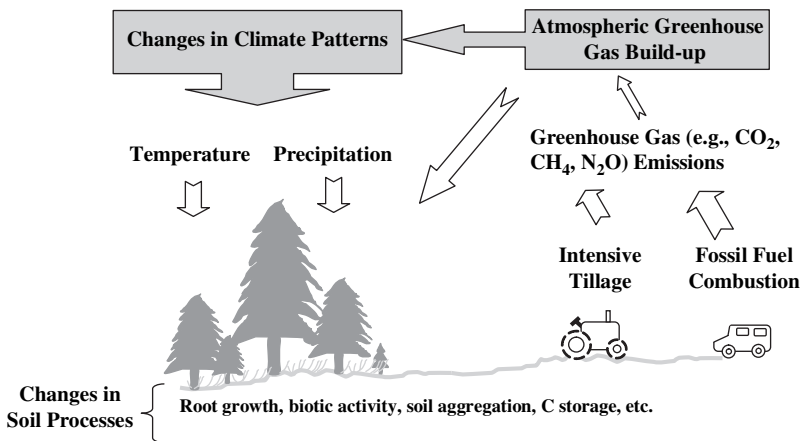 Changes in Climate Patterns
Atmospheric Greenhouse
Gas Build-up
Greenhouse Gas (e.g., CO₂,
CH₄, N₂O) Emissions
Temperature
Precipitation
Intensive
Tillage
Fossil Fuel
Combustion
Changes in
Soil Processes
Root growth, biotic activity, soil aggregation, C storage, etc.